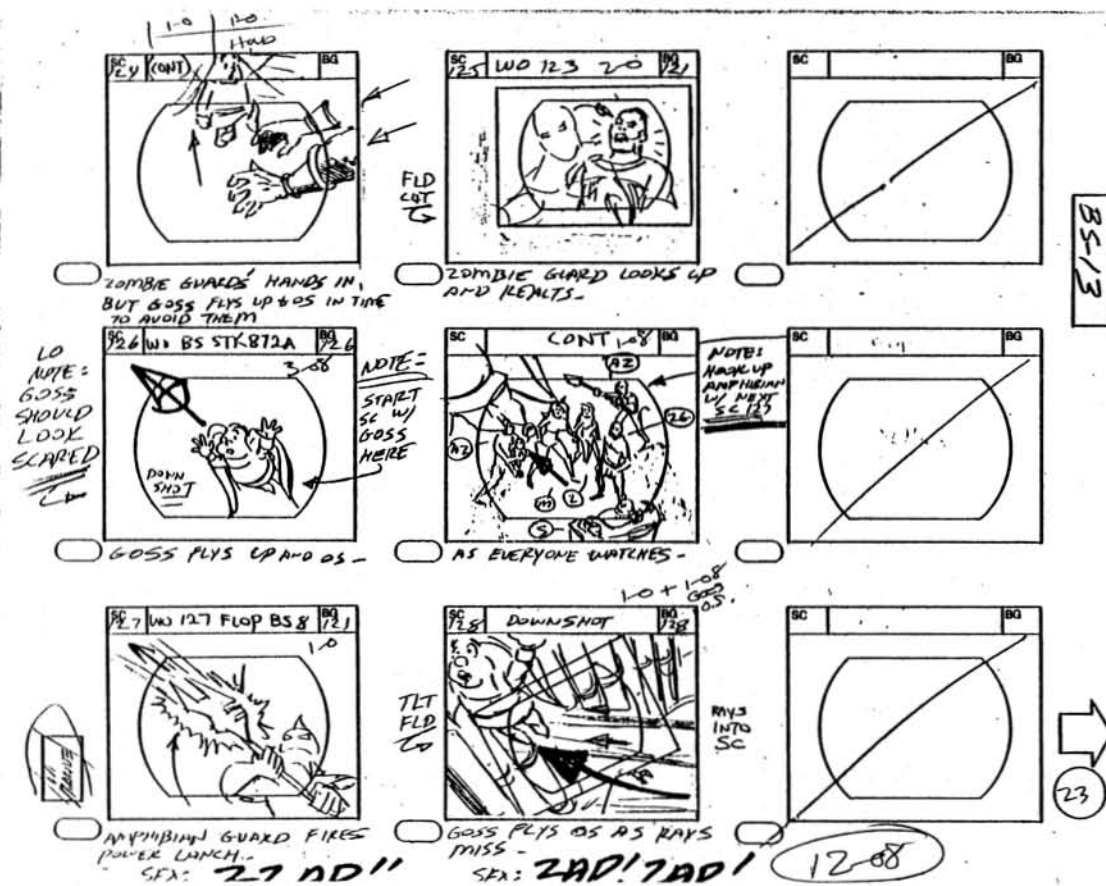 1-0
HOLD
SC
124
(CONT)
BG
SC
125
WO 123
2-0
BG
121
SC
BG
FLD
CUT
BS-13
ZOMBIE GUARDS' HANDS IN,
BUT GOSS FLYS UP & OS IN TIME
TO AVOID THEM
ZOMBIE GUARD LOOKS UP
AND REACTS-
SC
126
WO BS STK 872A
BG
126
3-08
SC
CONT 1-08
SC
BG
LO
NOTE:
GOSS
SHOULD
LOOK
SCARED
DOWN
SHOT
NOTE=
START
SC W/
GOSS
HERE
AZ
AZ
26
M
Z
S
NOTE:
HOOK UP
AMPHIBIAN
W/ NEXT
SC 127
GOSS FLYS UP AND OS-
AS EVERYONE WATCHES-
1-0 + 1-08
GOSS
O.S.
SC
127
WO 127 FLOP BS 8
BG
121
1-0
SC
128
DOWNSHOT
BG
128
SC
BG
TLT
FLD
RAYS
INTO
SC
23
AMPHIBIAN GUARD FIRES
POWER LANCH-
SFX:
GOSS FLYS OS AS RAYS
MISS-
SFX: ZAD! ZAD!
12-08